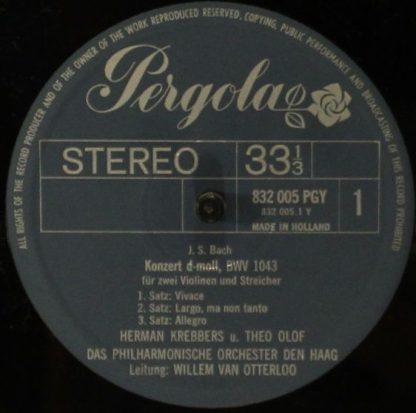 ALL RIGHTS OF THE RECORD PRODUCER AND OF THE OWNER OF THE WORK REPRODUCED RESERVED. COPYING, PUBLIC PERFORMANCE AND BROADCASTING OF THIS RECORD PROHIBITED
Pergola
STEREO 33 1/3
832 005 PGY
832 005.1 Y
1
MADE IN HOLLAND
J. S. Bach
Konzert d-moll, BWV 1043
für zwei Violinen und Streicher
1. Satz: Vivace
2. Satz: Largo, ma non tanto
3. Satz: Allegro
HERMAN KREBBERS u. THEO OLOF
DAS PHILHARMONISCHE ORCHESTER DEN HAAG
Leitung: WILLEM VAN OTTERLOO